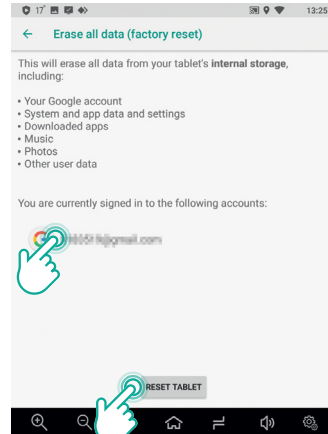 17°
13:25
Erase all data (factory reset)
This will erase all data from your tablet's internal storage,
including:
• Your Google account
• System and app data and settings
• Downloaded apps
• Music
• Photos
• Other user data
You are currently signed in to the following accounts:
@gmail.com
RESET TABLET